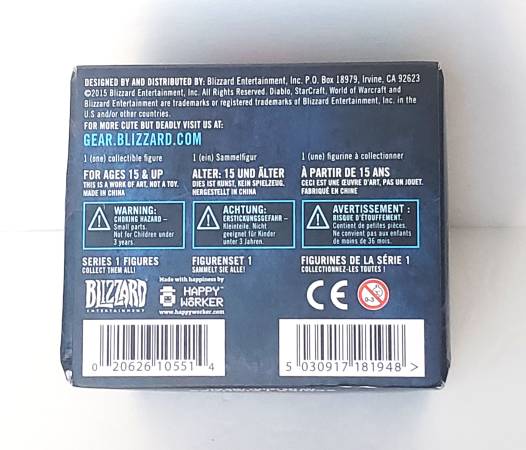 DESIGNED BY AND DISTRIBUTED BY: Blizzard Entertainment, Inc. P.O. Box 18979, Irvine, CA 92623
©2015 Blizzard Entertainment, Inc. All Rights Reserved. Diablo, StarCraft, World of Warcraft and
Blizzard Entertainment are trademarks or registered trademarks of Blizzard Entertainment, Inc. in the
U.S and/or other countries.
FOR MORE CUTE BUT DEADLY VISIT US AT:
GEAR.BLIZZARD.COM
1 (one) collectible figure
FOR AGES 15 & UP
THIS IS A WORK OF ART, NOT A TOY.
MADE IN CHINA
WARNING:
CHOKING HAZARD –
Small parts.
Not for Children under
3 years.
SERIES 1 FIGURES
COLLECT THEM ALL!
1 (ein) Sammelfigur
ALTER: 15 UND ÄLTER
DIES IST KUNST, KEIN SPIELZEUG.
HERGESTELLT IN CHINA
ACHTUNG:
ERSTICKUNGSGEFAHR –
Kleinteile. Nicht
geeignet für Kinder
unter 3 Jahren.
FIGURENSET 1
SAMMELT SIE ALLE!
1 (une) figurine à collectionner
À PARTIR DE 15 ANS
CECI EST UNE ŒUVRE D'ART, PAS UN JOUET.
FABRIQUÉ EN CHINE
AVERTISSEMENT :
RISQUE D'ÉTOUFFEMENT.
Contient de petites pièces.
Ne convient pas aux enfants
de moins de 36 mois.
FIGURINES DE LA SÉRIE 1
COLLECTIONNEZ-LES TOUTES !
BLIZZARD
ENTERTAINMENT
Made with happiness by
HAPPY
WORKER
www.happyworker.com
CE
0-3
0 20626 10551 4
5 030917 181948 >